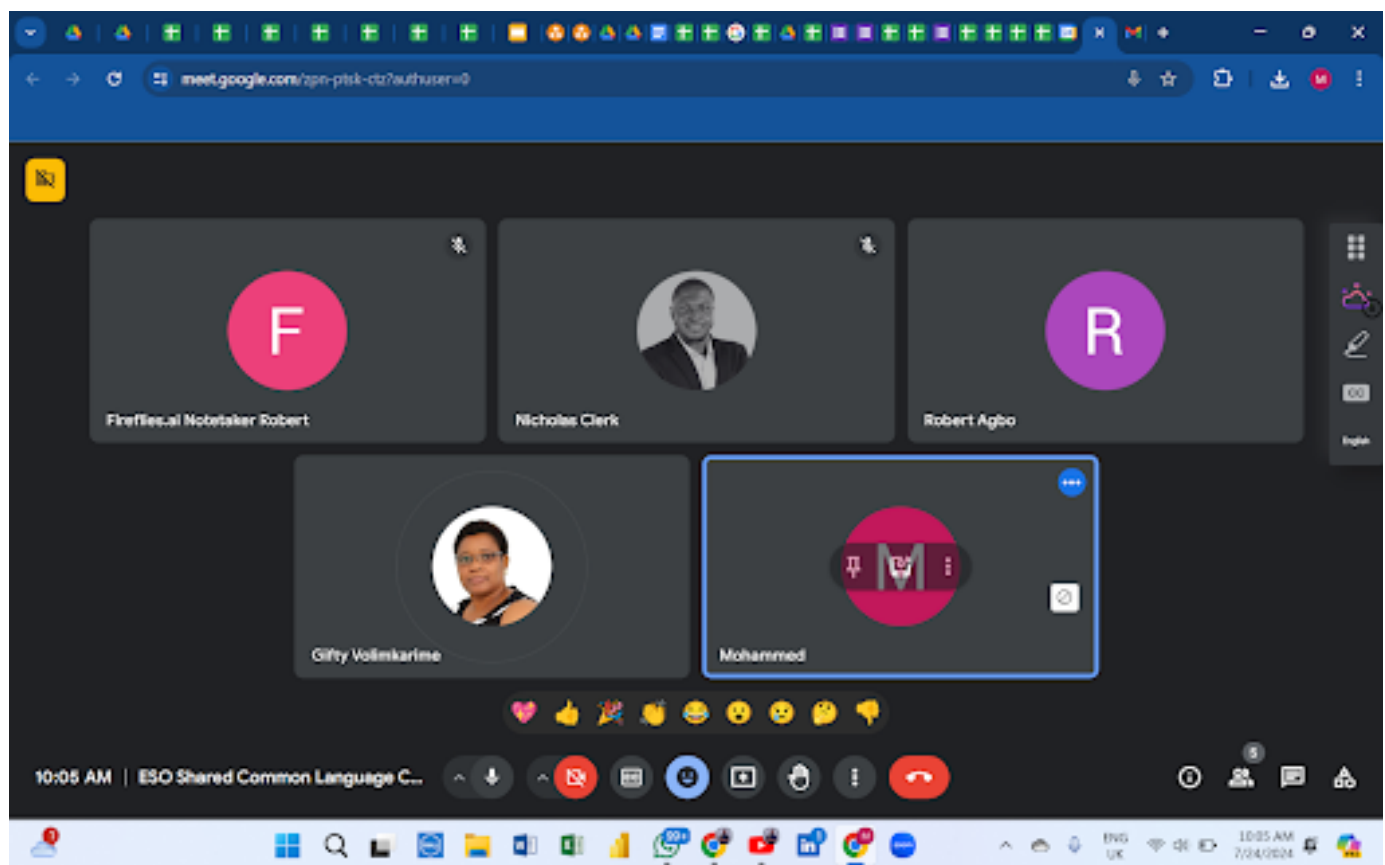 meet.google.com/zpn-ptsk-ctz?authuser=0
M
F
Fireflies.ai Notetaker Robert
Nicholas Clerk
R
Robert Agbo
English
Gifty Volimkarime
M
Mohammed
5
10:05 AM | ESO Shared Common Language C...
99+
ENG
UK
10:05 AM
7/24/2024